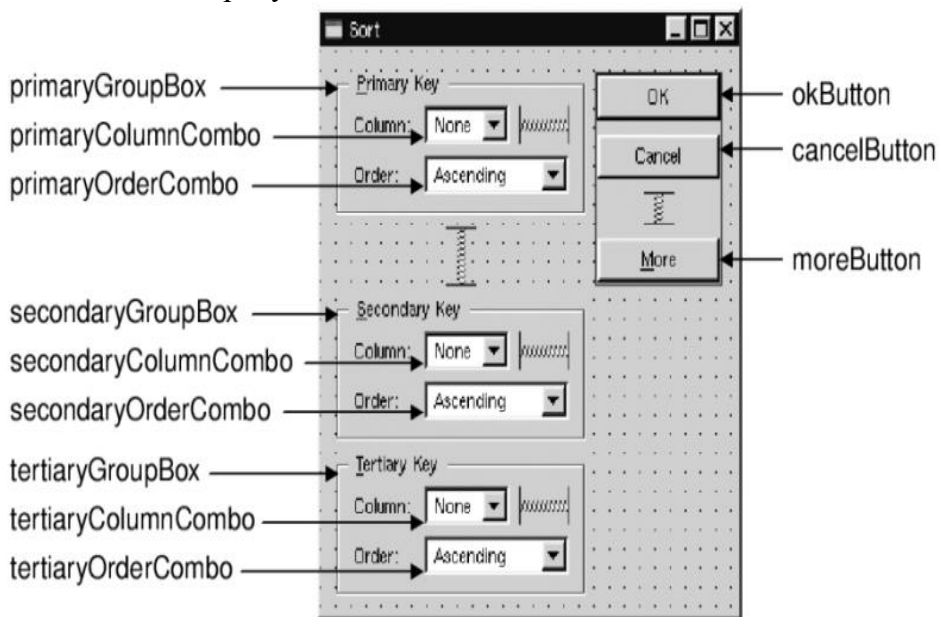 Sort
primaryGroupBox
Primary Key
OK
okButton
primaryColumnCombo
Column: None
Cancel
cancelButton
primaryOrderCombo
Order: Ascending
More
moreButton
secondaryGroupBox
Secondary Key
secondaryColumnCombo
Column: None
secondaryOrderCombo
Order: Ascending
tertiaryGroupBox
Tertiary Key
tertiaryColumnCombo
Column: None
tertiaryOrderCombo
Order: Ascending